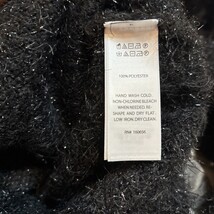 100% POLYESTER
HAND WASH COLD.
NON-CHLORINE BLEACH
WHEN NEEDED.RE-
SHAPE AND DRY FLAT.
LOW IRON.DRY CLEAN.